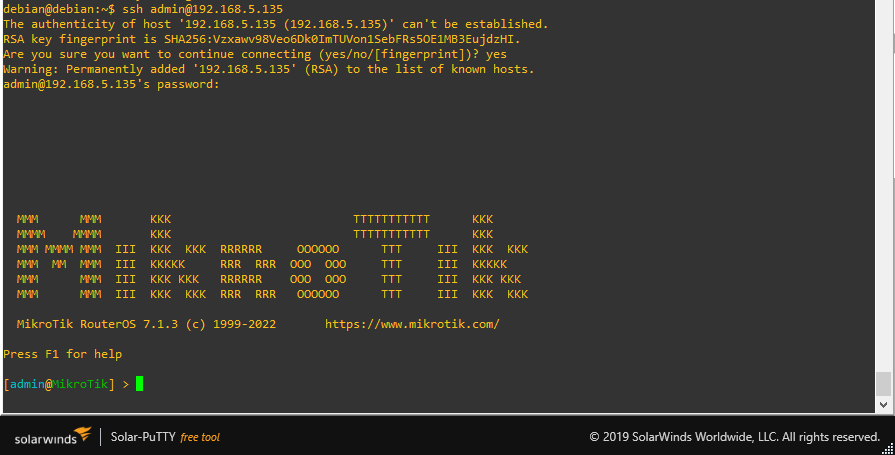 debian@debian:~$ ssh admin@192.168.5.135
The authenticity of host '192.168.5.135 (192.168.5.135)' can't be established.
RSA key fingerprint is SHA256:Vzxawv98Veo6Dk0ImTUVon1SebFRs5OE1MB3EujdzHI.
Are you sure you want to continue connecting (yes/no/[fingerprint])? yes
Warning: Permanently added '192.168.5.135' (RSA) to the list of known hosts.
admin@192.168.5.135's password:
  MMM      MMM       KKK                          TTTTTTTTTTT      KKK
  MMMM    MMMM       KKK                          TTTTTTTTTTT      KKK
  MMM MMMM MMM  III  KKK  KKK  RRRRRR     OOOOOO      TTT     III  KKK  KKK
  MMM  MM  MMM  III  KKKKK     RRR  RRR  OOO  OOO     TTT     III  KKKKK
  MMM      MMM  III  KKK KKK   RRRRRR    OOO  OOO     TTT     III  KKK KKK
  MMM      MMM  III  KKK  KKK  RRR  RRR   OOOOOO      TTT     III  KKK  KKK
  MikroTik RouterOS 7.1.3 (c) 1999-2022       https://www.mikrotik.com/
Press F1 for help
[admin@MikroTik] >
solarwinds | Solar-PuTTY free tool © 2019 SolarWinds Worldwide, LLC. All rights reserved.